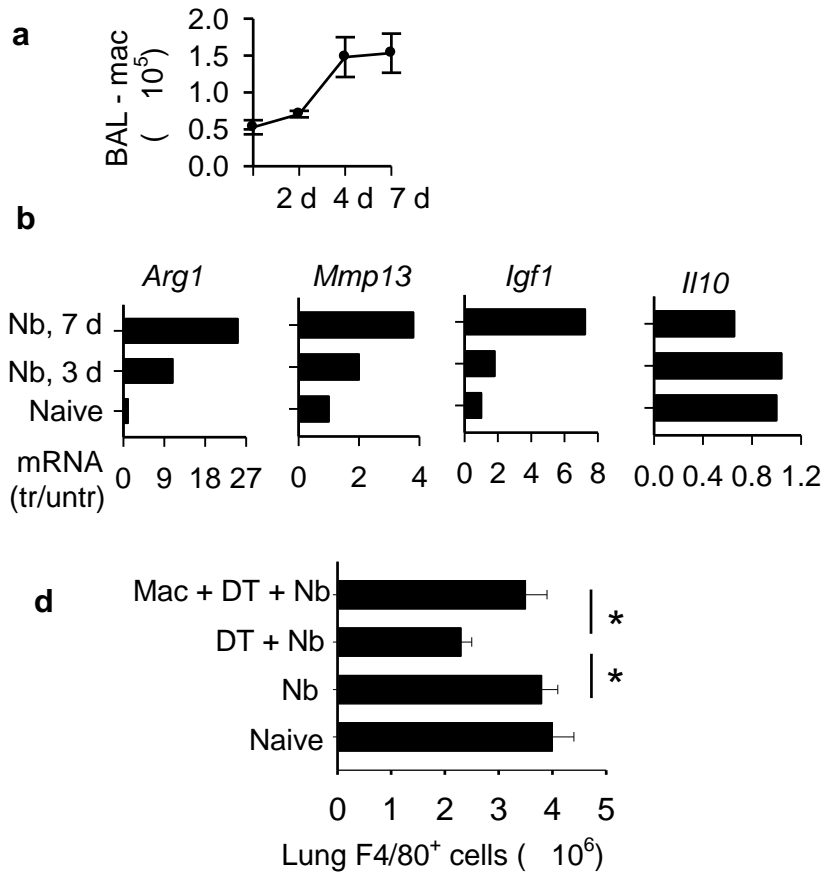 a
BAL - mac
( 10⁵)
2.0
1.5
1.0
0.5
0.0
2 d 4 d 7 d
b
Arg1 Mmp13 Igf1 Il10
Nb, 7 d
Nb, 3 d
Naive
mRNA
(tr/untr)
0 9 18 27 0 2 4 0 2 4 6 8 0.0 0.4 0.8 1.2
d
Mac + DT + Nb
*
DT + Nb
*
Nb
Naive
0 1 2 3 4 5
Lung F4/80⁺ cells ( 10⁶)